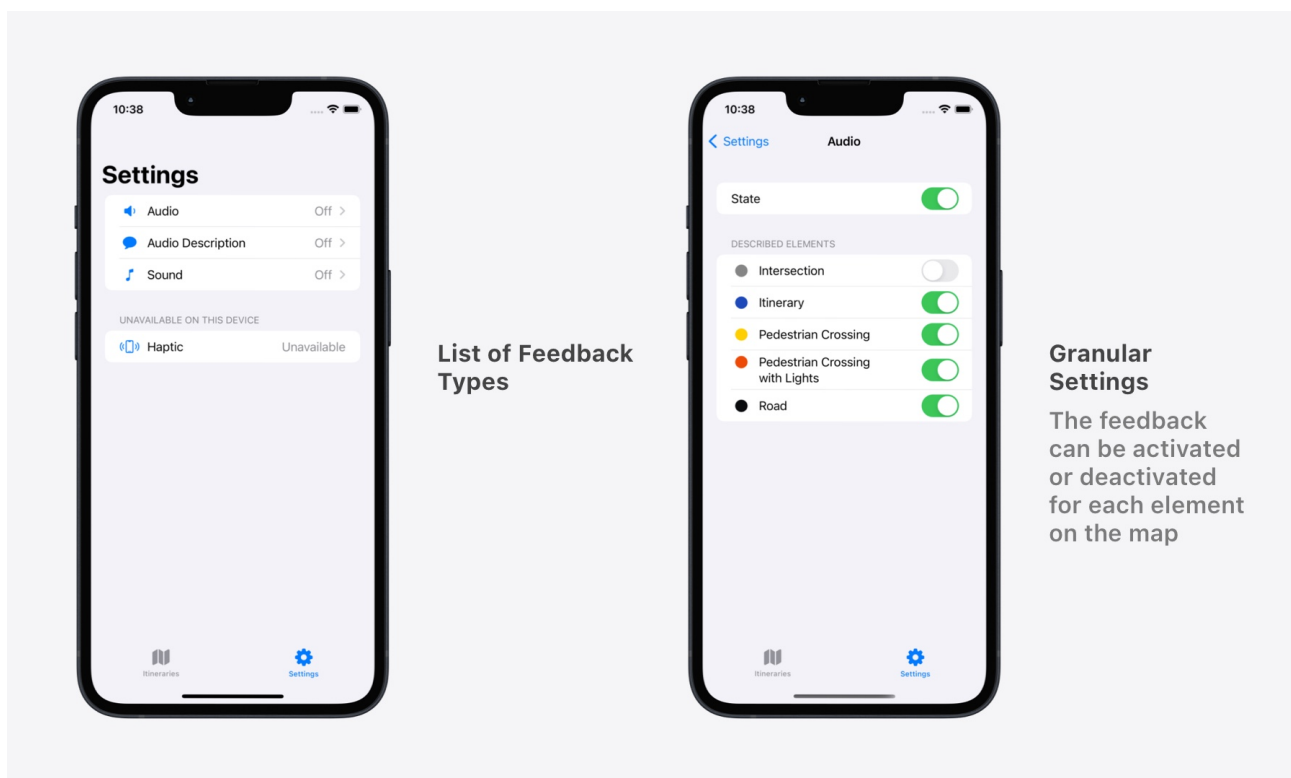 10:38
Settings
Audio Off
Audio Description Off
Sound Off
UNAVAILABLE ON THIS DEVICE
Haptic Unavailable
Itineraries
Settings
List of Feedback
Types
10:38
Settings Audio
State
DESCRIBED ELEMENTS
Intersection
Itinerary
Pedestrian Crossing
Pedestrian Crossing
with Lights
Road
Itineraries
Settings
Granular
Settings
The feedback
can be activated
or deactivated
for each element
on the map